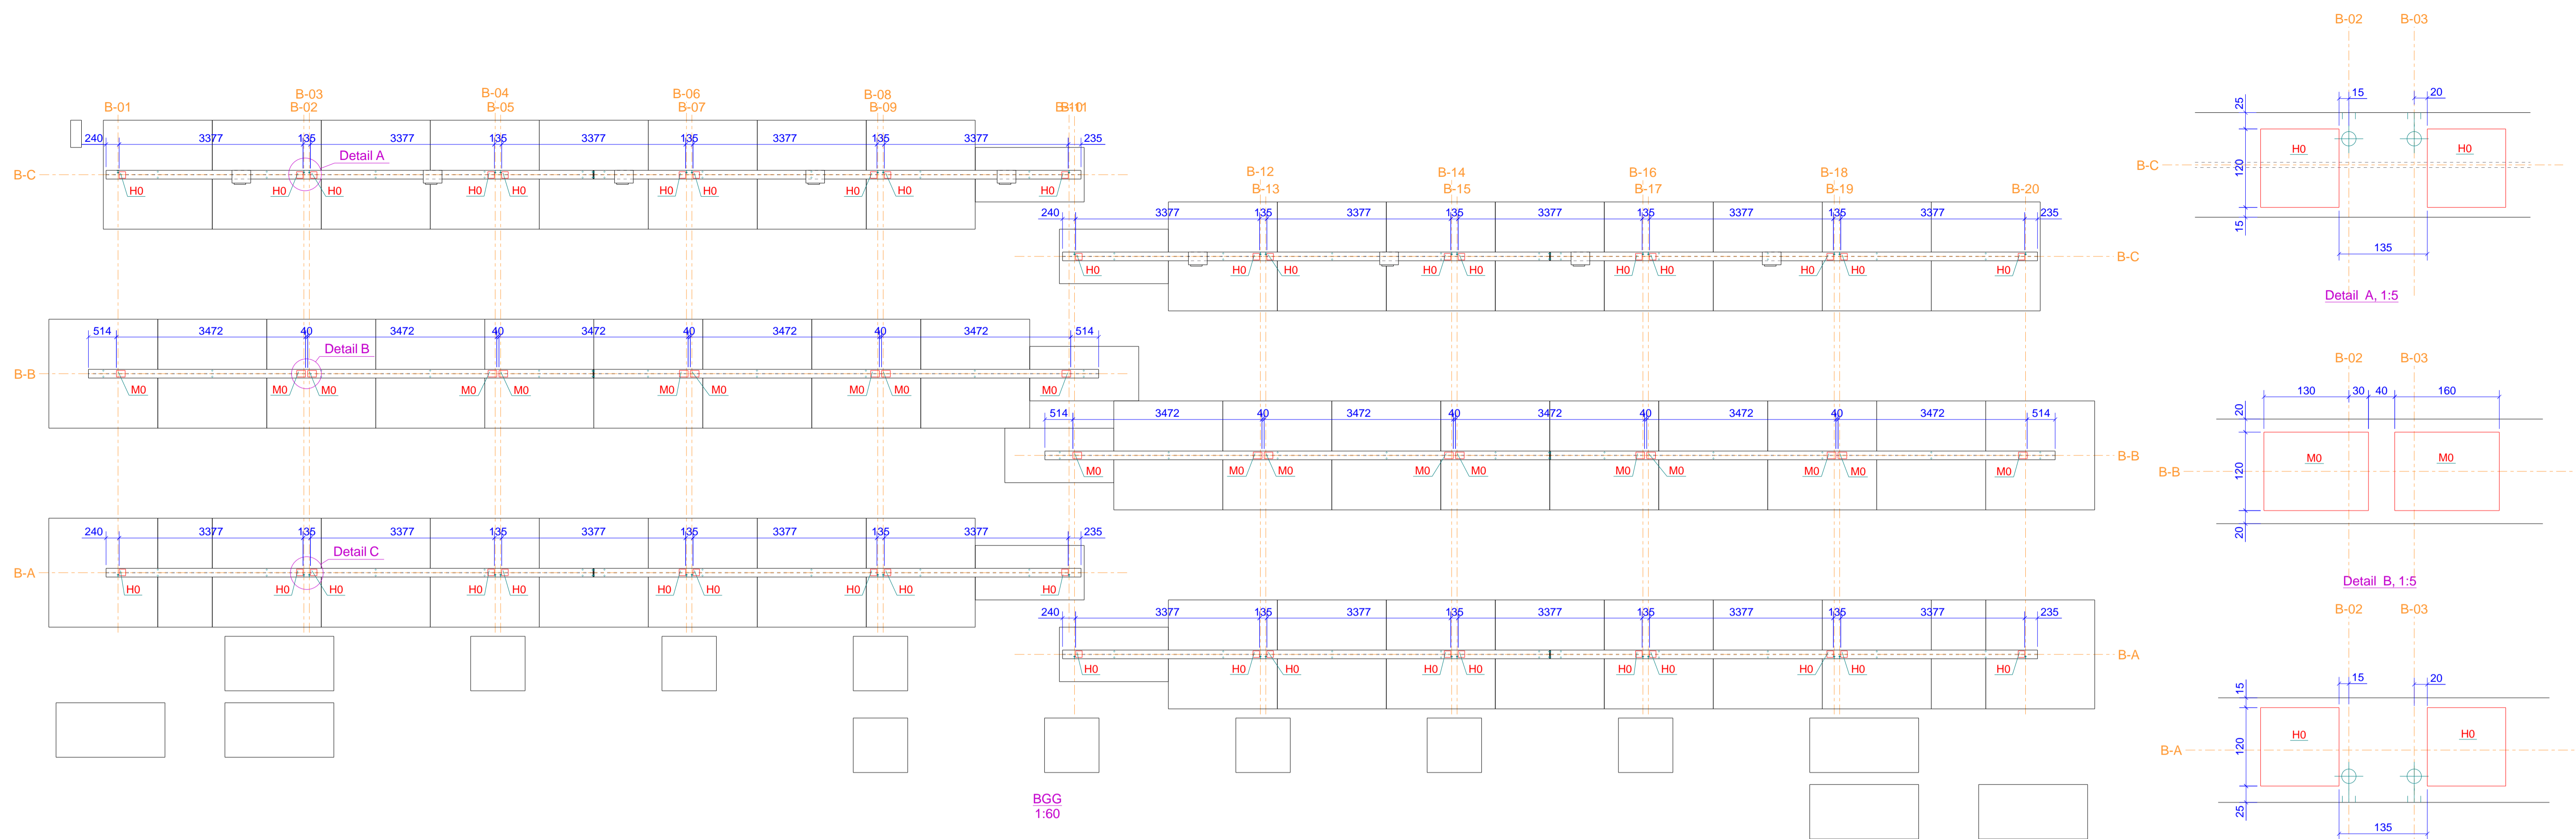 B-03
B-04
B-06
B-08
B-01
B-02
B-05
B-07
B-09
B-10
B-11
240
3377
135
3377
135
3377
135
3377
135
3377
235
Detail A
B-C
H0
H0
H0
H0
H0
H0
H0
H0
H0
H0
B-12
B-14
B-16
B-18
B-13
B-15
B-17
B-19
B-20
240
3377
135
3377
135
3377
135
3377
135
3377
235
B-C
H0
H0
H0
H0
H0
H0
H0
H0
H0
H0
514
3472
40
3472
40
3472
40
3472
40
3472
514
Detail B
B-B
M0
M0
M0
M0
M0
M0
M0
M0
M0
M0
514
3472
40
3472
40
3472
40
3472
40
3472
514
B-B
M0
M0
M0
M0
M0
M0
M0
M0
M0
M0
240
3377
135
3377
135
3377
135
3377
135
3377
235
Detail C
B-A
H0
H0
H0
H0
H0
H0
H0
H0
H0
H0
240
3377
135
3377
135
3377
135
3377
135
3377
235
B-A
H0
H0
H0
H0
H0
H0
H0
H0
H0
H0
BGG
1:60
B-02
B-03
15
20
25
H0
H0
B-C
120
15
135
Detail A, 1:5
B-02
B-03
130
30
40
160
20
M0
M0
B-B
120
20
Detail B, 1:5
B-02
B-03
15
20
15
H0
H0
B-A
120
25
135